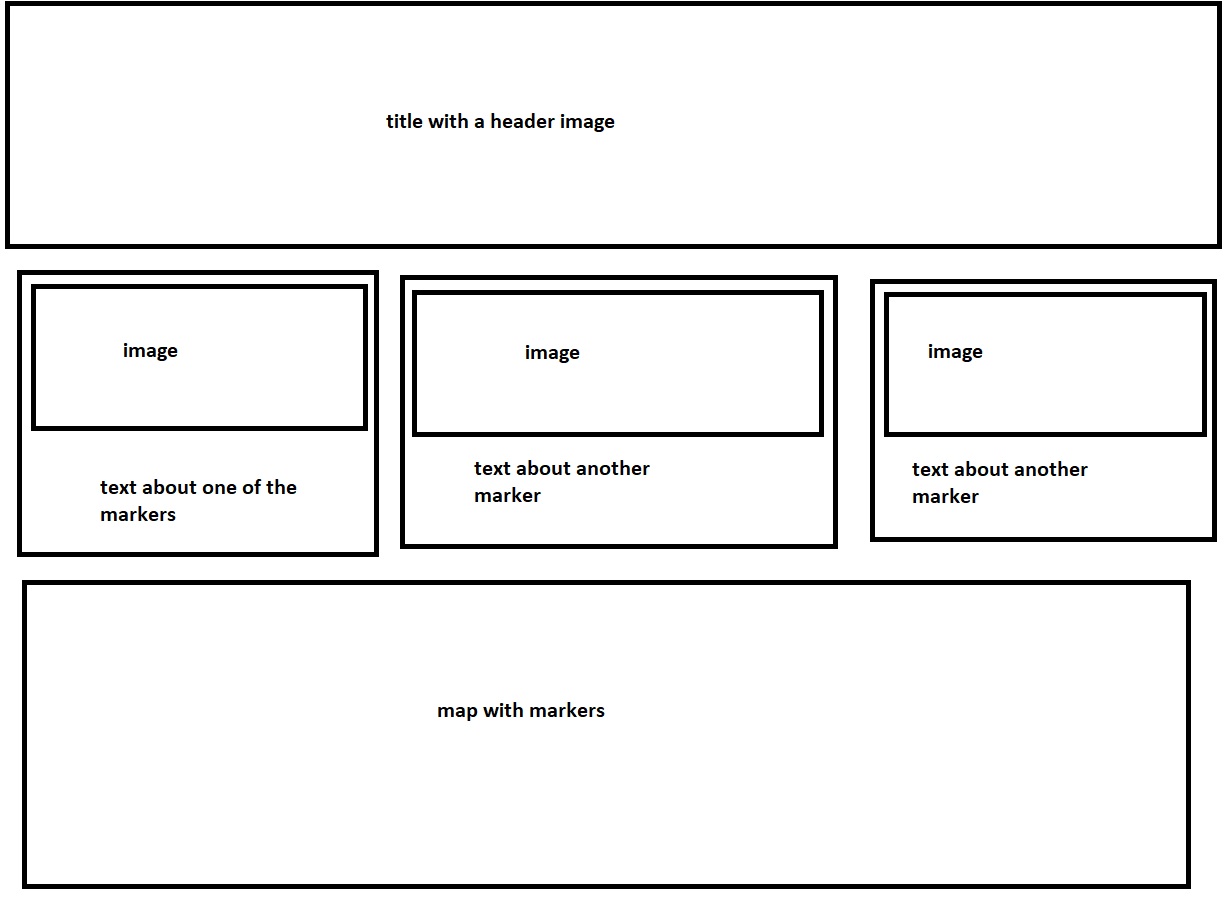 title with a header image
image
image
image
text about one of the
markers
text about another
marker
text about another
marker
map with markers